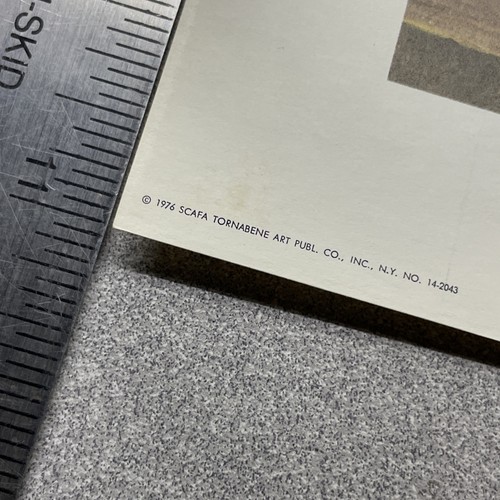 -SKID
11
© 1976 SCAFA TORNABENE ART PUBL. CO., INC., N.Y. NO. 14-2043